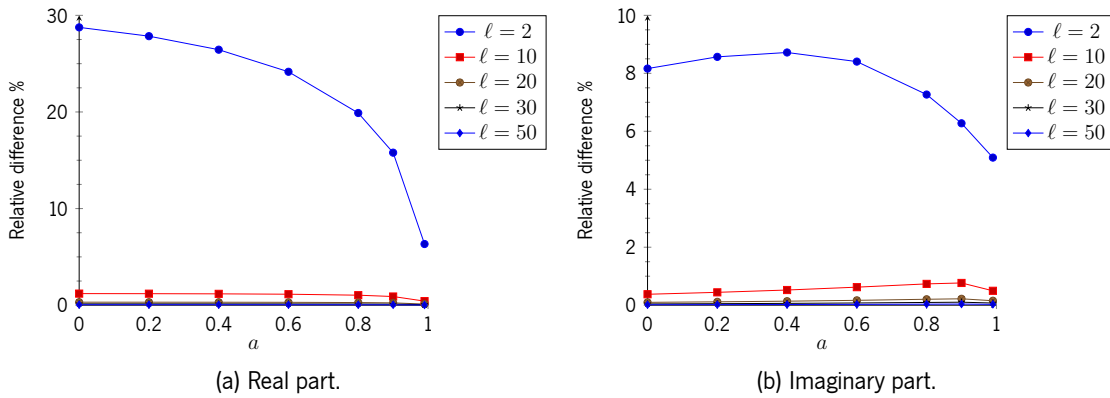 Relative difference %
30
20
10
0
0 0.2 0.4 0.6 0.8 1
a
ℓ = 2
ℓ = 10
ℓ = 20
ℓ = 30
ℓ = 50
(a) Real part.
Relative difference %
10
8
6
4
2
0
0 0.2 0.4 0.6 0.8 1
a
ℓ = 2
ℓ = 10
ℓ = 20
ℓ = 30
ℓ = 50
(b) Imaginary part.